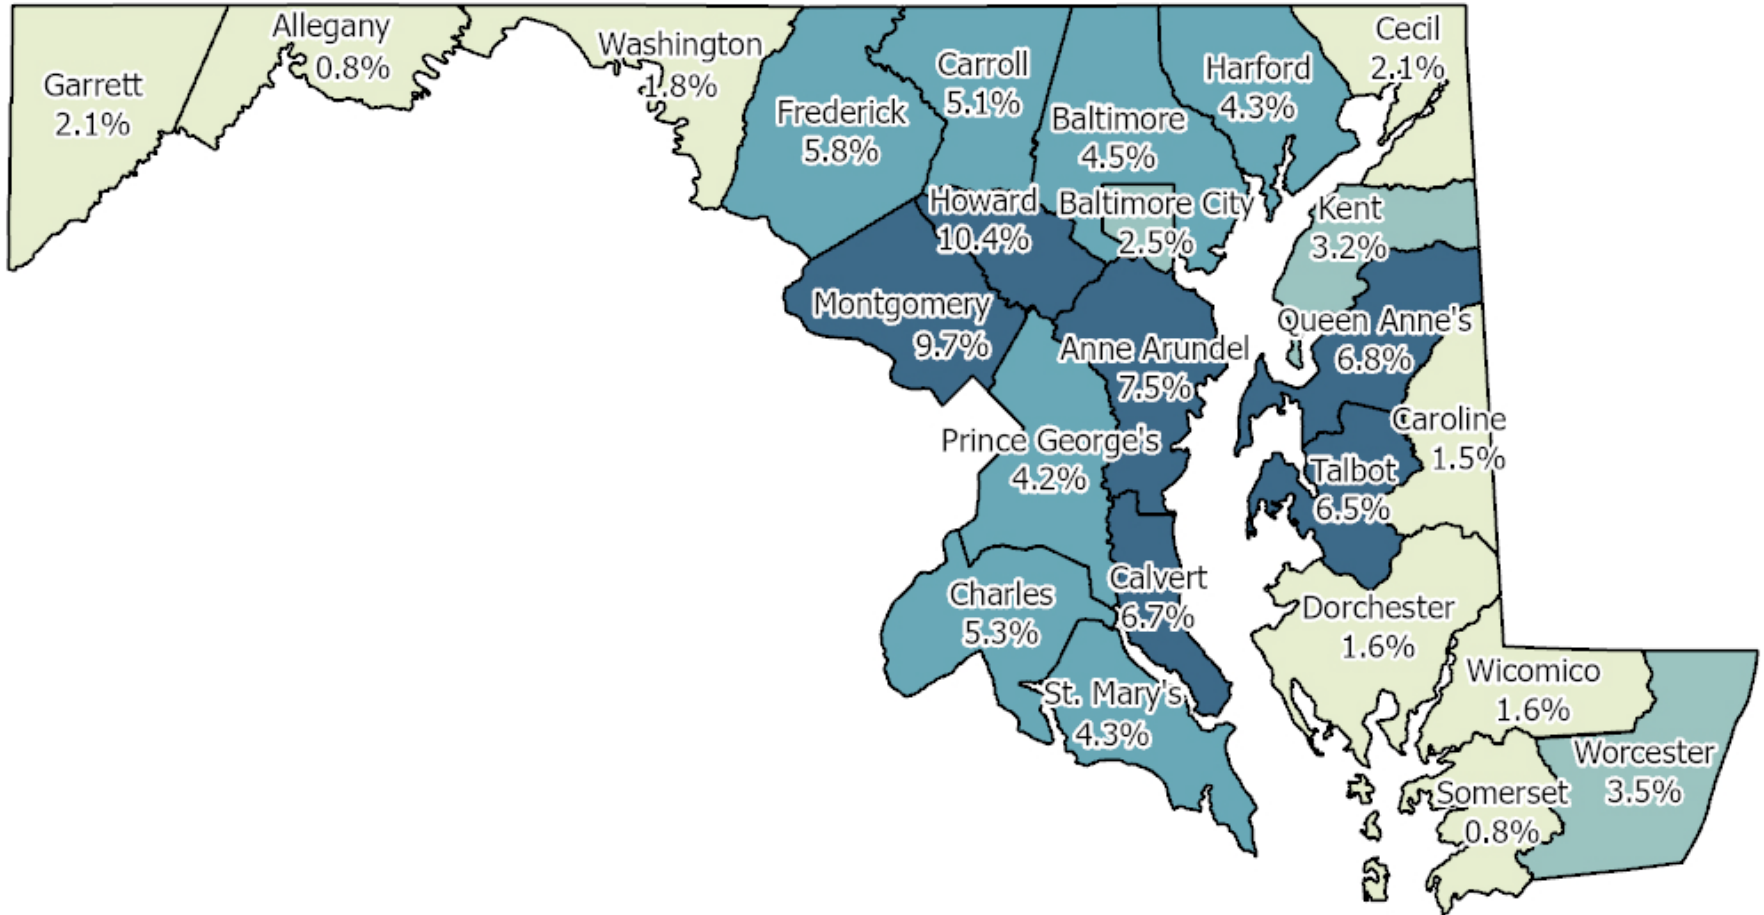 Garrett
2.1%
Allegany
0.8%
Washington
1.8%
Frederick
5.8%
Carroll
5.1%
Baltimore
4.5%
Harford
4.3%
Cecil
2.1%
Howard
10.4%
Baltimore City
2.5%
Kent
3.2%
Montgomery
9.7%
Anne Arundel
7.5%
Queen Anne's
6.8%
Prince George's
4.2%
Caroline
1.5%
Talbot
6.5%
Charles
5.3%
Calvert
6.7%
Dorchester
1.6%
St. Mary's
4.3%
Wicomico
1.6%
Worcester
3.5%
Somerset
0.8%